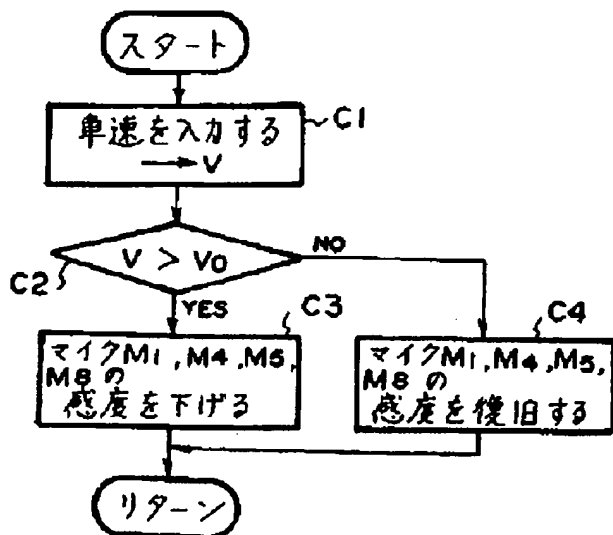 スタート
車速を入力する
→V
C1
V > V0
C2
NO
YES
C3
マイクM1,M4,M5,
M8の
感度を下げる
C4
マイクM1,M4,M5,
M8の
感度を復旧する
リターン